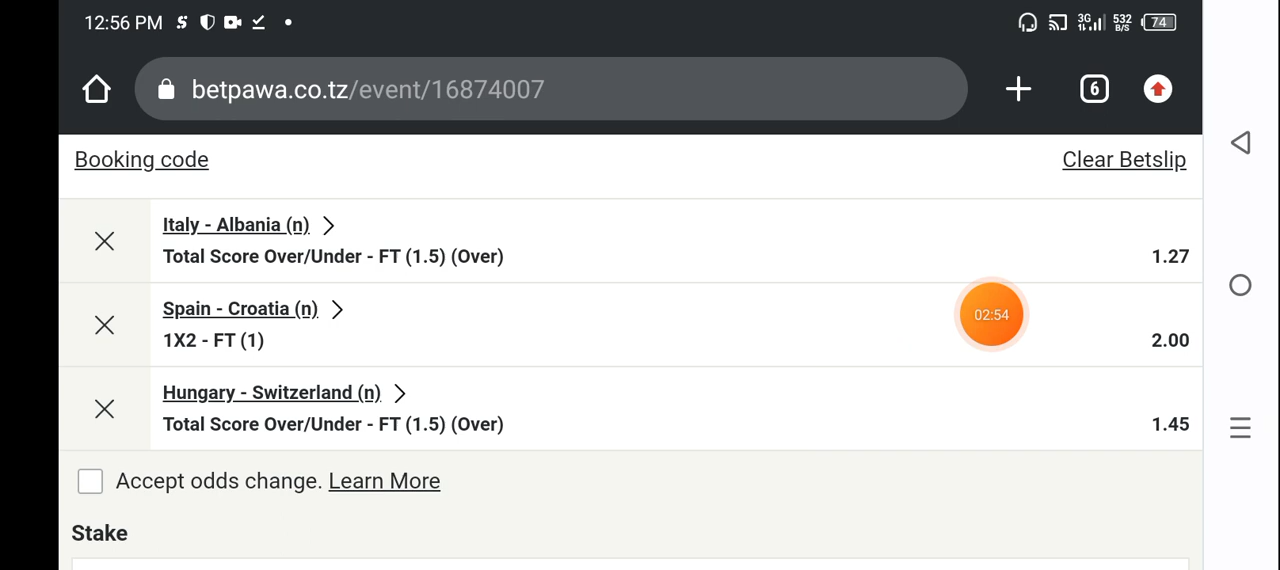 12:56 PM
3G 532 B/S 74
betpawa.co.tz/event/16874007
6
Booking code
Clear Betslip
Italy - Albania (n)
Total Score Over/Under - FT (1.5) (Over)
1.27
Spain - Croatia (n)
02:54
1X2 - FT (1)
2.00
Hungary - Switzerland (n)
Total Score Over/Under - FT (1.5) (Over)
1.45
Accept odds change. Learn More
Stake